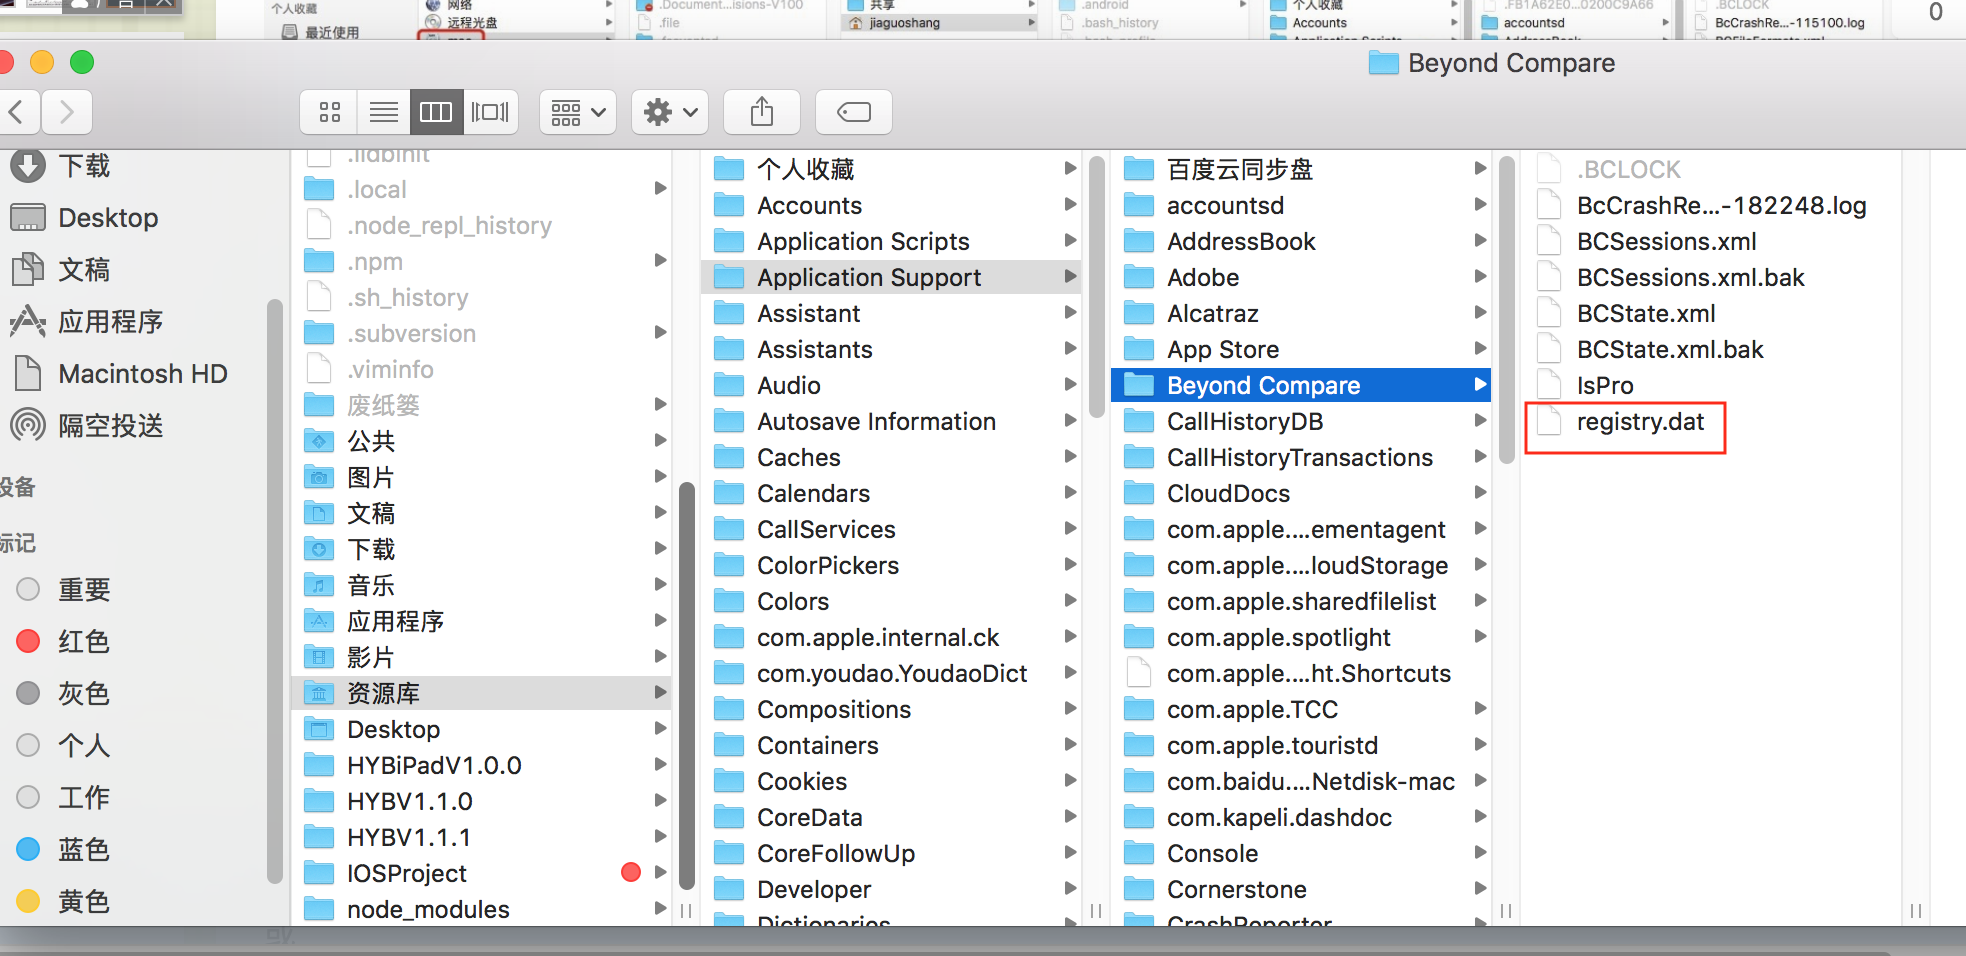 个人收藏
最近使用
网络
远程光盘
.Document...isions-V100
.file
共享
jiaguoshang
.android
.bash_history
个人收藏
Accounts
.FB1A62E0...0200C9A66
accountsd
.BCLOCK
BcCrashRe...-115100.log
0
Beyond Compare
下载
Desktop
文稿
应用程序
Macintosh HD
隔空投送
设备
标记
重要
红色
灰色
个人
工作
蓝色
黄色
.lldbinit
.local
.node_repl_history
.npm
.sh_history
.subversion
.viminfo
废纸篓
公共
图片
文稿
下载
音乐
应用程序
影片
资源库
Desktop
HYBiPadV1.0.0
HYBV1.1.0
HYBV1.1.1
IOSProject
node_modules
个人收藏
Accounts
Application Scripts
Application Support
Assistant
Assistants
Audio
Autosave Information
Caches
Calendars
CallServices
ColorPickers
Colors
com.apple.internal.ck
com.youdao.YoudaoDict
Compositions
Containers
Cookies
CoreData
CoreFollowUp
Developer
Dictionaries
百度云同步盘
accountsd
AddressBook
Adobe
Alcatraz
App Store
Beyond Compare
CallHistoryDB
CallHistoryTransactions
CloudDocs
com.apple....ementagent
com.apple....loudStorage
com.apple.sharedfilelist
com.apple.spotlight
com.apple....ht.Shortcuts
com.apple.TCC
com.apple.touristd
com.baidu....Netdisk-mac
com.kapeli.dashdoc
Console
Cornerstone
CrashReporter
.BCLOCK
BcCrashRe...-182248.log
BCSessions.xml
BCSessions.xml.bak
BCState.xml
BCState.xml.bak
IsPro
registry.dat